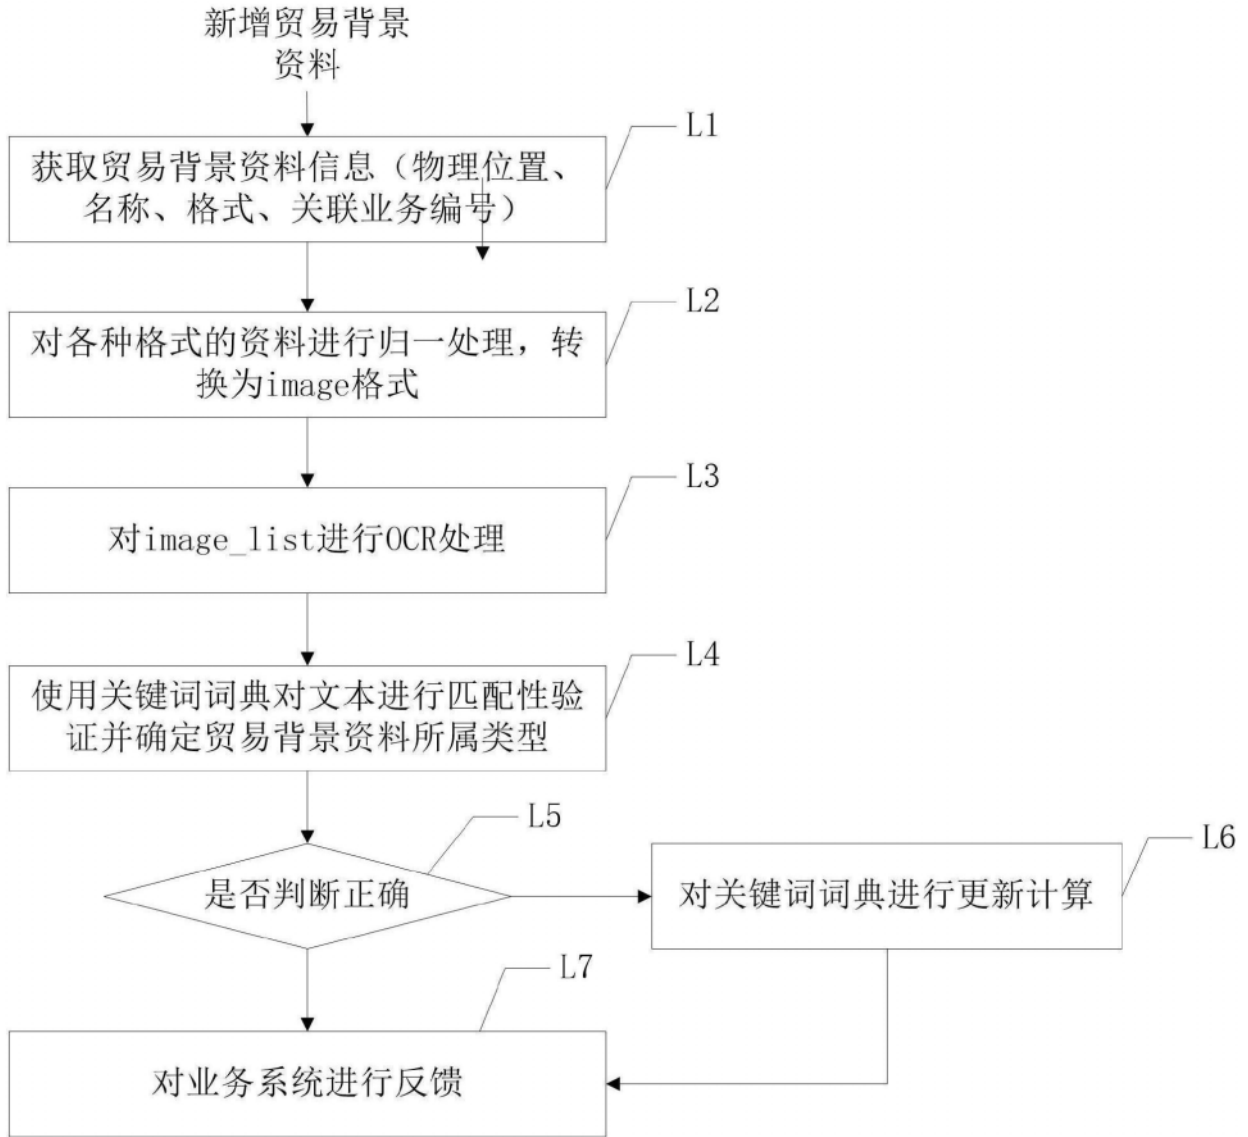 新增贸易背景
资料
L1
获取贸易背景资料信息（物理位置、
名称、格式、关联业务编号）
L2
对各种格式的资料进行归一处理，转
换为image格式
L3
对image_list进行OCR处理
L4
使用关键词词典对文本进行匹配性验
证并确定贸易背景资料所属类型
L5
是否判断正确
L6
对关键词词典进行更新计算
L7
对业务系统进行反馈